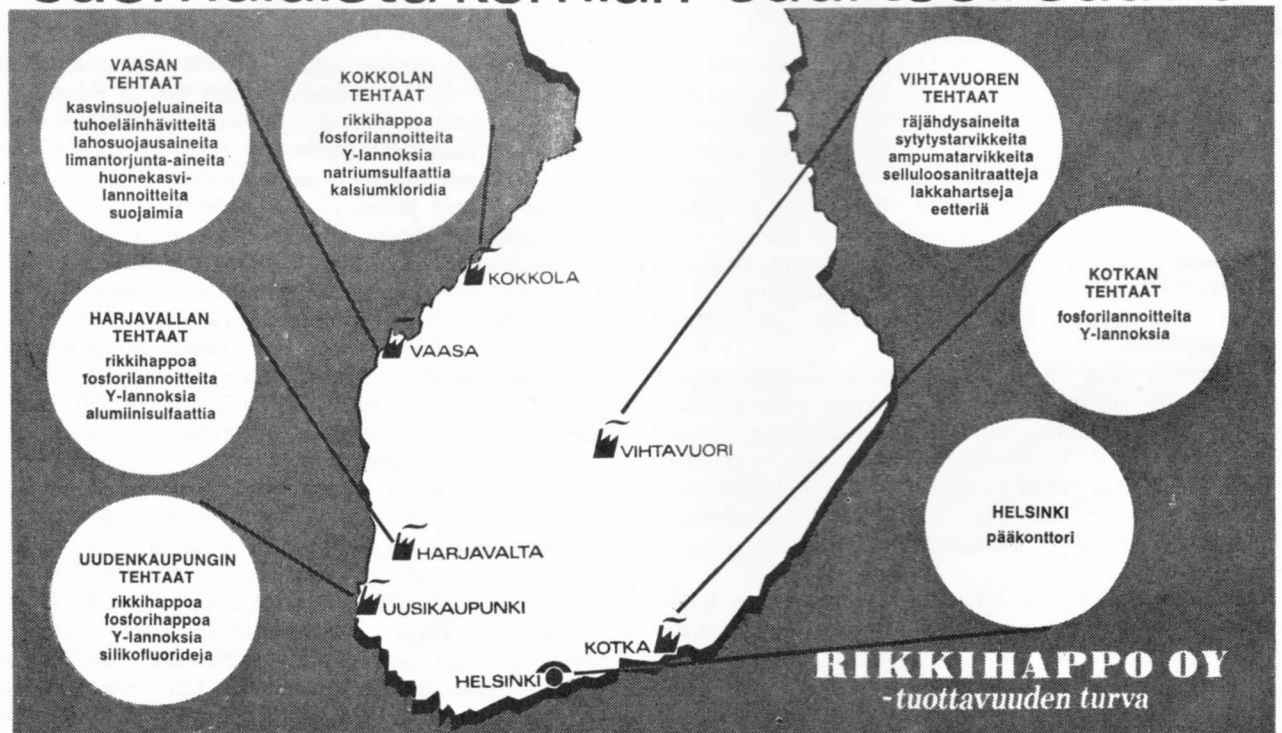 VAASAN
TEHTAAT
kasvinsuojeluaineita
tuhoeläinhävitteitä
lahosuojausaineita
limantorjunta-aineita
huonekasvi-
lannoitteita
suojaimia
KOKKOLAN
TEHTAAT
rikkihappoa
fosforilannoitteita
Y-lannoksia
natriumsulfaattia
kalsiumkloridia
VIHTAVUOREN
TEHTAAT
räjähdysaineita
sytytystarvikkeita
ampumatarvikkeita
selluloosanitraatteja
lakkahartseja
eetteriä
HARJAVALLAN
TEHTAAT
rikkihappoa
fosforilannoitteita
Y-lannoksia
alumiinisulfaattia
KOTKAN
TEHTAAT
fosforilannoitteita
Y-lannoksia
UUDENKAUPUNGIN
TEHTAAT
rikkihappoa
fosforihappoa
Y-lannoksia
silikofluorideja
HELSINKI
pääkonttori
KOKKOLA
VAASA
VIHTAVUORI
HARJAVALTA
UUSIKAUPUNKI
KOTKA
HELSINKI
RIKKIHAPPO OY
-tuottavuuden turva